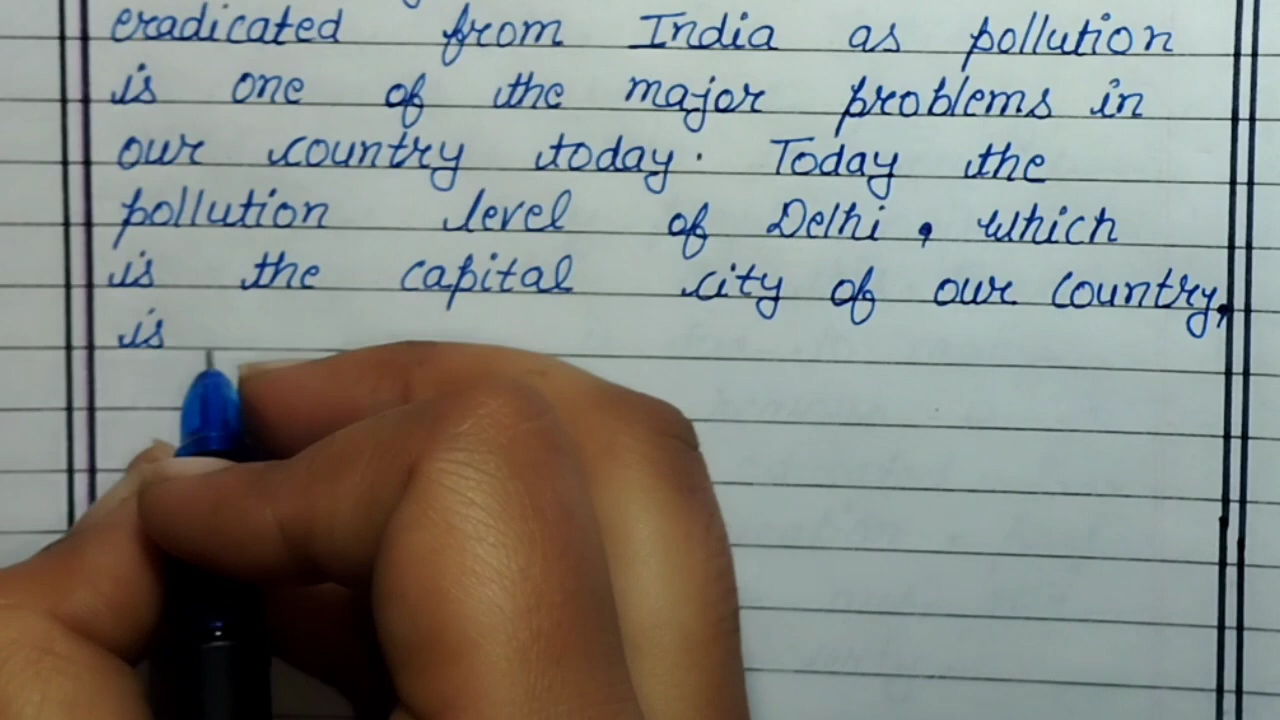 eradicated from India as pollution
is one of the major problems in
our country today. Today the
pollution level of Delhi, which
is the capital city of our country,
is